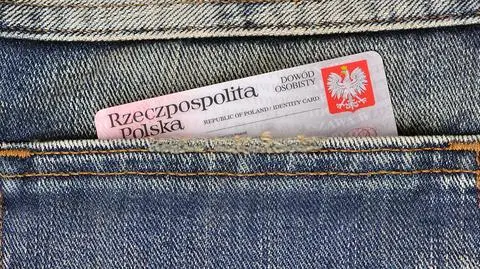 Rzeczpospolita
Polska
DOWÓD
OSOBISTY
REPUBLIC OF POLAND / IDENTITY CARD